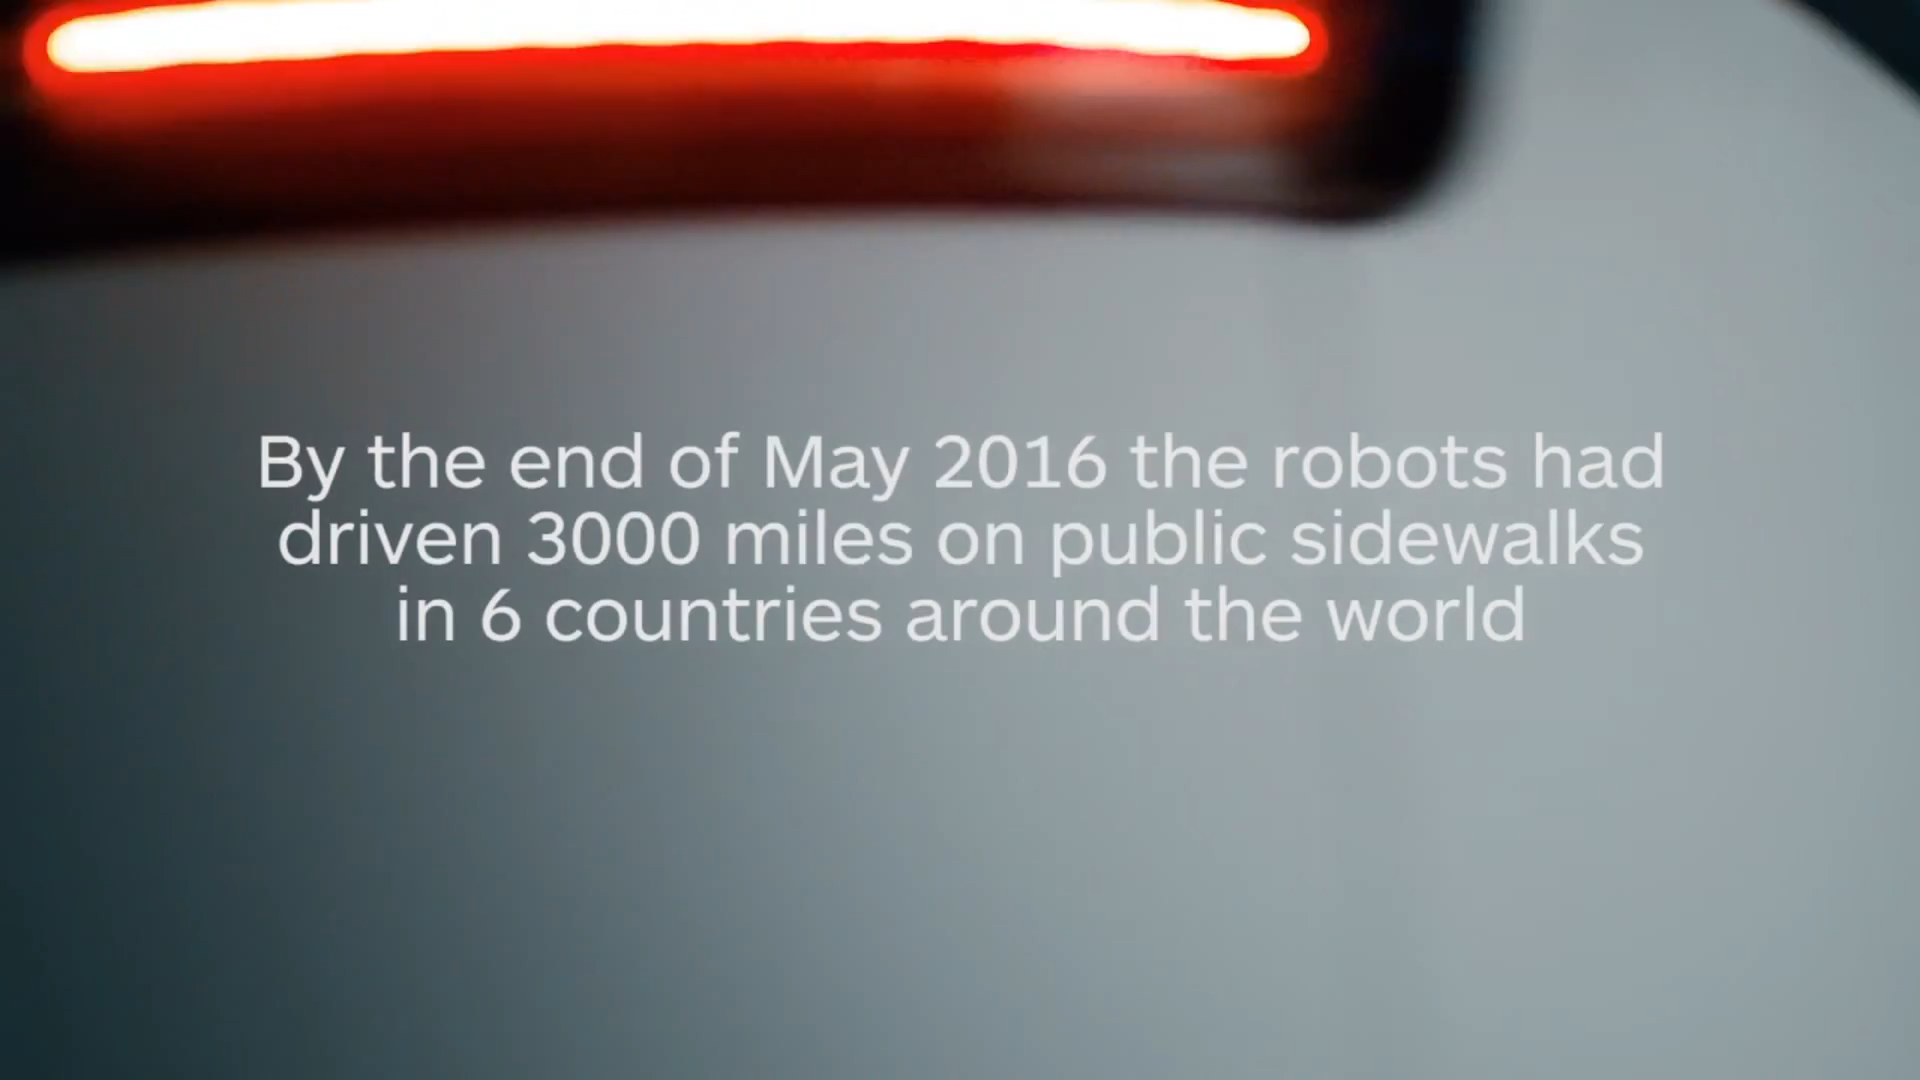 By the end of May 2016 the robots had
driven 3000 miles on public sidewalks
in 6 countries around the world